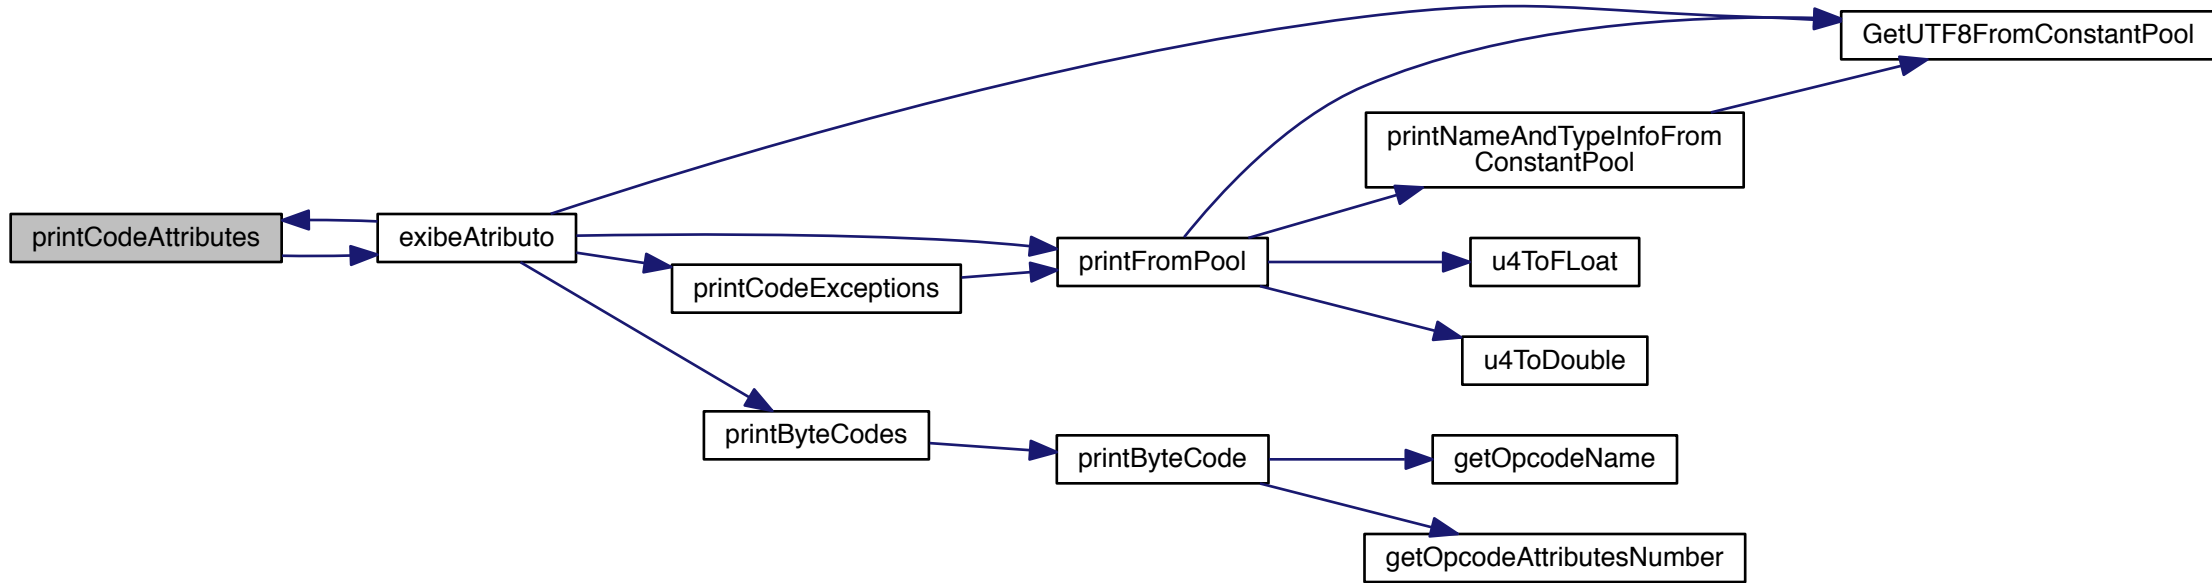 GetUTF8FromConstantPool
printNameAndTypeInfoFrom
ConstantPool
printCodeAttributes
exibeAtributo
printFromPool
u4ToFLoat
printCodeExceptions
u4ToDouble
printByteCodes
printByteCode
getOpcodeName
getOpcodeAttributesNumber